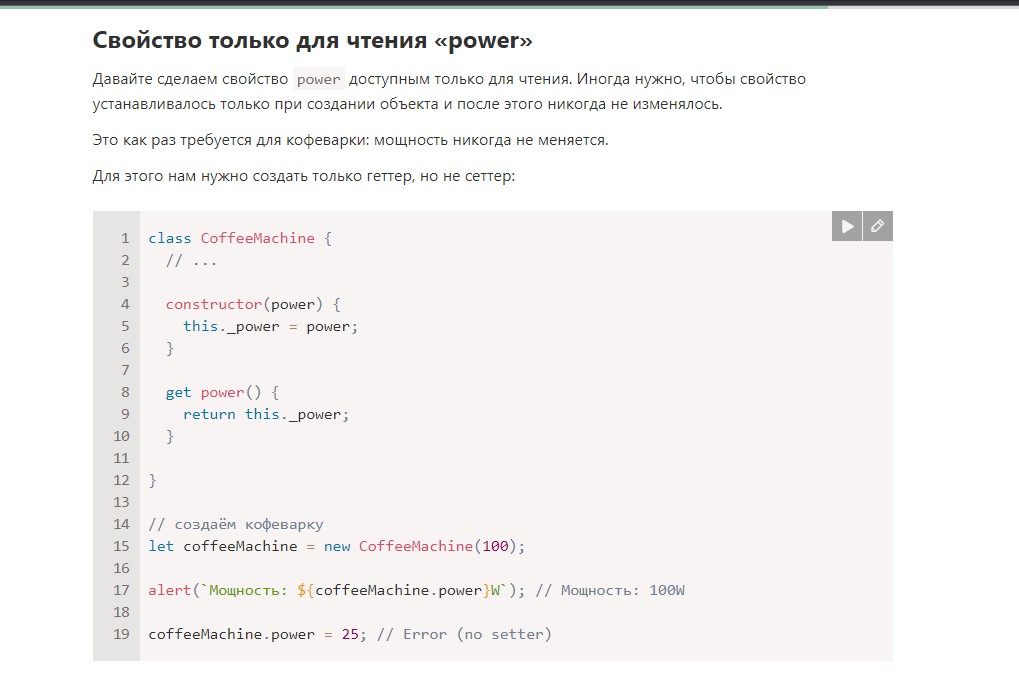 Свойство только для чтения «power»
Давайте сделаем свойство power доступным только для чтения. Иногда нужно, чтобы свойство
устанавливалось только при создании объекта и после этого никогда не изменялось.
Это как раз требуется для кофеварки: мощность никогда не меняется.
Для этого нам нужно создать только геттер, но не сеттер:
1 class CoffeeMachine {
2   // ...
3
4   constructor(power) {
5     this._power = power;
6   }
7
8   get power() {
9     return this._power;
10   }
11
12 }
13
14 // создаём кофеварку
15 let coffeeMachine = new CoffeeMachine(100);
16
17 alert(`Мощность: ${coffeeMachine.power}W`); // Мощность: 100W
18
19 coffeeMachine.power = 25; // Error (no setter)